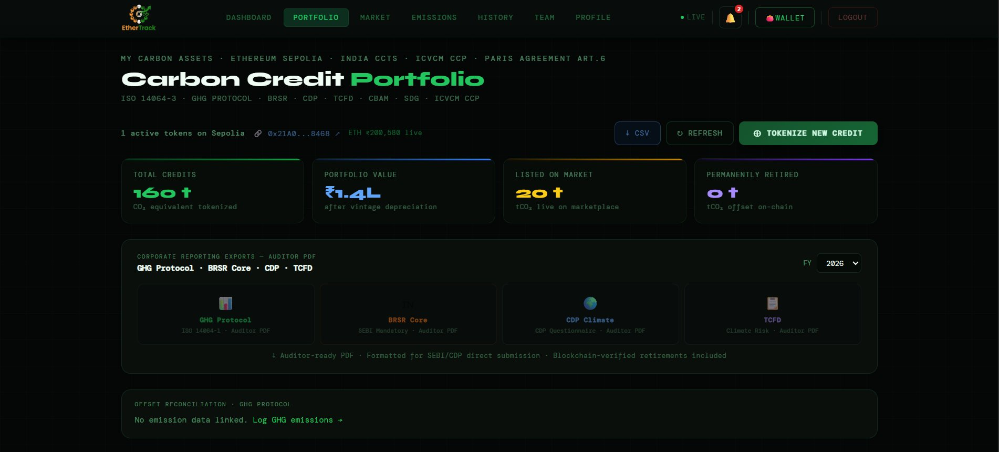 EtherTrack
DASHBOARD PORTFOLIO MARKET EMISSIONS HISTORY TEAM PROFILE
LIVE 2 WALLET LOGOUT
MY CARBON ASSETS · ETHEREUM SEPOLIA · INDIA CCTS · ICVCM CCP · PARIS AGREEMENT ART.6
Carbon Credit Portfolio
ISO 14064-3 · GHG PROTOCOL · BRSR · CDP · TCFD · CBAM · SDG · ICVCM CCP
1 active tokens on Sepolia 0x21A0...8468 ↗ ETH ₹200,580 live
↓ CSV ↻ REFRESH TOKENIZE NEW CREDIT
TOTAL CREDITS
160 t
CO₂ equivalent tokenized
PORTFOLIO VALUE
₹1.4L
after vintage depreciation
LISTED ON MARKET
20 t
tCO₂ live on marketplace
PERMANENTLY RETIRED
0 t
tCO₂ offset on-chain
CORPORATE REPORTING EXPORTS — AUDITOR PDF
GHG Protocol · BRSR Core · CDP · TCFD
FY 2026
GHG Protocol
ISO 14064-1 · Auditor PDF
IN
BRSR Core
SEBI Mandatory · Auditor PDF
CDP Climate
CDP Questionnaire · Auditor PDF
TCFD
Climate Risk · Auditor PDF
↓ Auditor-ready PDF · Formatted for SEBI/CDP direct submission · Blockchain-verified retirements included
OFFSET RECONCILIATION · GHG PROTOCOL
No emission data linked. Log GHG emissions →